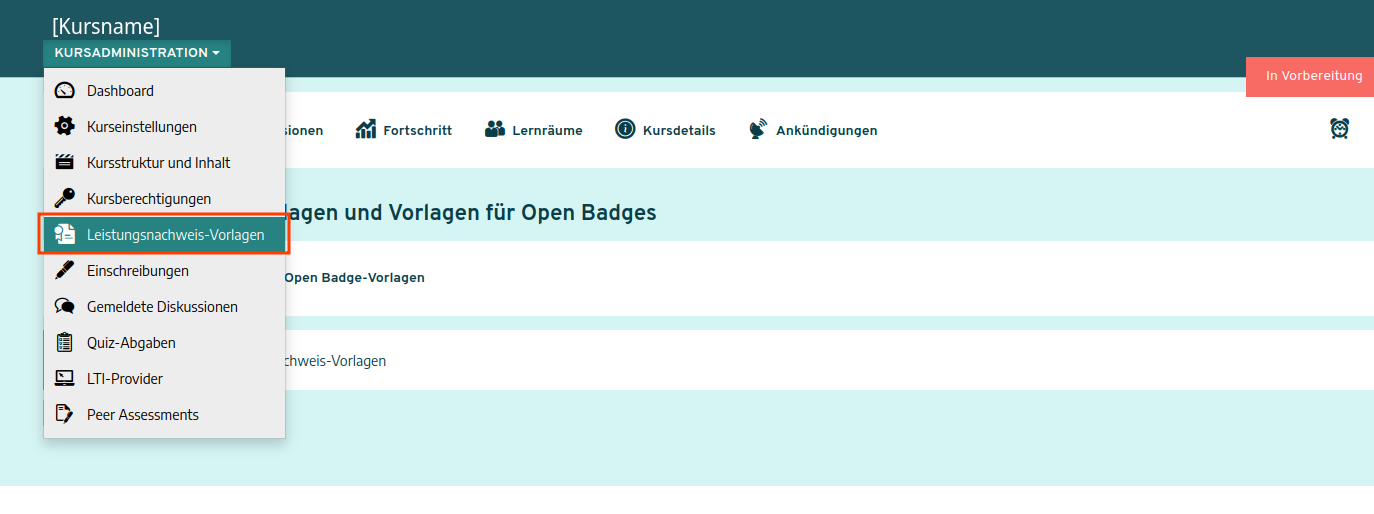 [Kursname]
KURSADMINISTRATION
In Vorbereitung
Dashboard
Kurseinstellungen
Kursstruktur und Inhalt
Kursberechtigungen
Leistungsnachweis-Vorlagen
Einschreibungen
Gemeldete Diskussionen
Quiz-Abgaben
LTI-Provider
Peer Assessments
sionen Fortschritt Lernräume Kursdetails Ankündigungen
lagen und Vorlagen für Open Badges
Open Badge-Vorlagen
chweis-Vorlagen